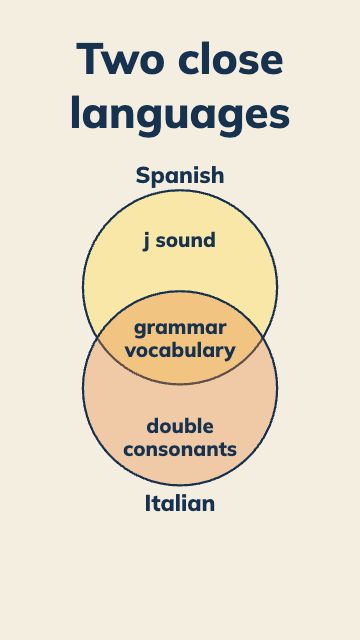 Two close
languages
Spanish
j sound
grammar
vocabulary
double
consonants
Italian